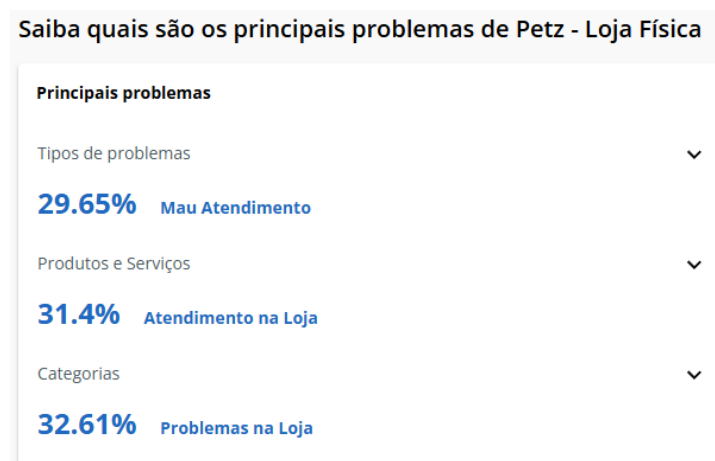 Saiba quais são os principais problemas de Petz - Loja Física
Principais problemas
Tipos de problemas
29.65% Mau Atendimento
Produtos e Serviços
31.4% Atendimento na Loja
Categorias
32.61% Problemas na Loja